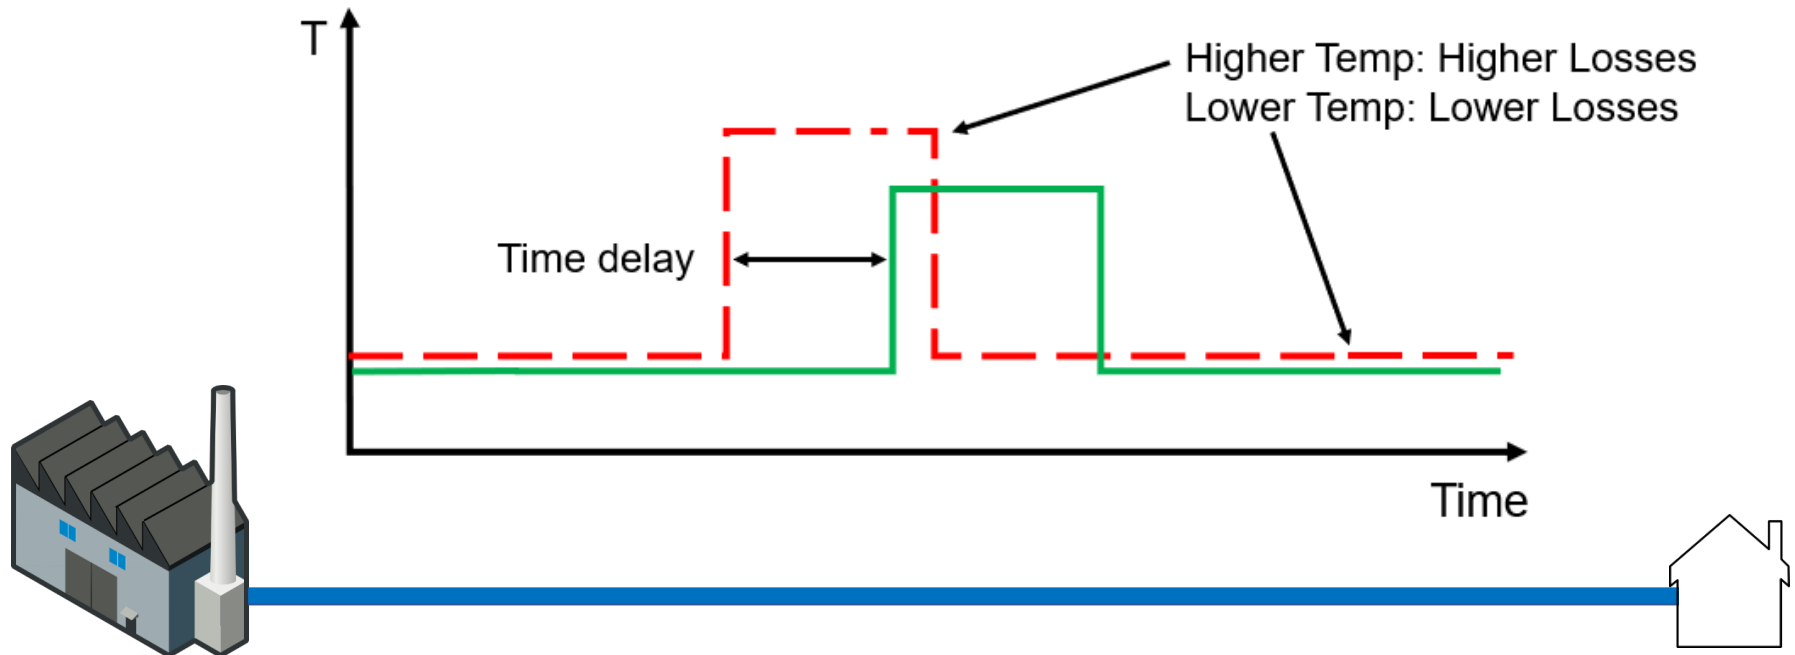 T
Higher Temp: Higher Losses
Lower Temp: Lower Losses
Time delay
Time